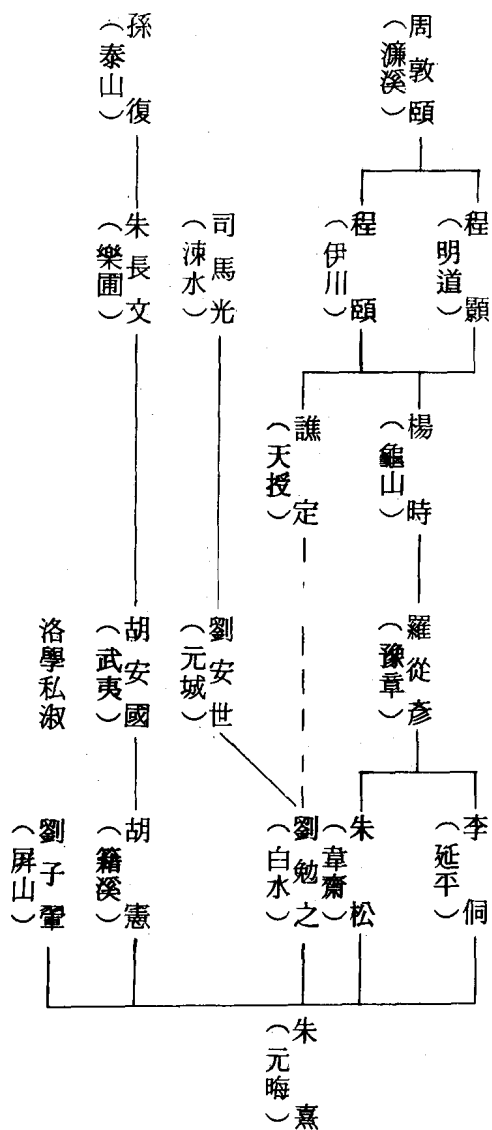 周敦頤
（濂溪）
程顥
（明道）
程頤
（伊川）
楊時
（龜山）
譙定
（天授）
羅從彥
（豫章）
李侗
（延平）
朱松
（韋齋）
司馬光
（涑水）
劉安世
（元城）
劉勉之
（白水）
孫復
（泰山）
朱長文
（樂圃）
胡安國
（武夷）
胡憲
（籍溪）
洛學私淑
劉子翬
（屏山）
朱熹
（元晦）